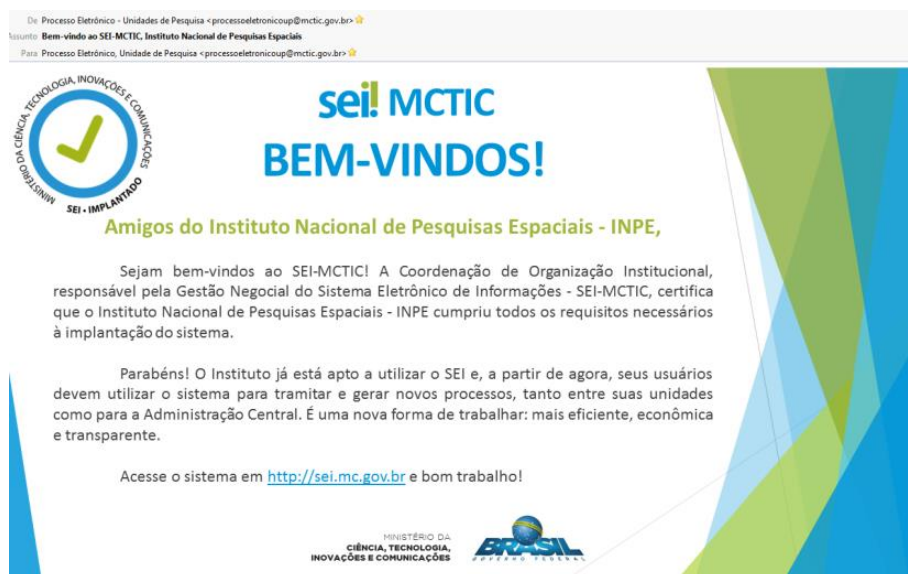 De Processo Eletrônico - Unidades de Pesquisa <processoeletronicoup@mctic.gov.br>
Assunto Bem-vindo ao SEI-MCTIC, Instituto Nacional de Pesquisas Espaciais
Para Processo Eletrônico, Unidade de Pesquisa <processoeletronicoup@mctic.gov.br>
MINISTÉRIO DA CIÊNCIA, TECNOLOGIA, INOVAÇÕES E COMUNICAÇÕES
SEI • IMPLANTADO
sei! MCTIC
BEM-VINDOS!
Amigos do Instituto Nacional de Pesquisas Espaciais - INPE,
Sejam bem-vindos ao SEI-MCTIC! A Coordenação de Organização Institucional,
responsável pela Gestão Negocial do Sistema Eletrônico de Informações - SEI-MCTIC, certifica
que o Instituto Nacional de Pesquisas Espaciais - INPE cumpriu todos os requisitos necessários
à implantação do sistema.
Parabéns! O Instituto já está apto a utilizar o SEI e, a partir de agora, seus usuários
devem utilizar o sistema para tramitar e gerar novos processos, tanto entre suas unidades
como para a Administração Central. É uma nova forma de trabalhar: mais eficiente, econômica
e transparente.
Acesse o sistema em http://sei.mc.gov.br e bom trabalho!
MINISTÉRIO DA
CIÊNCIA, TECNOLOGIA,
INOVAÇÕES E COMUNICAÇÕES
BRASIL
GOVERNO FEDERAL